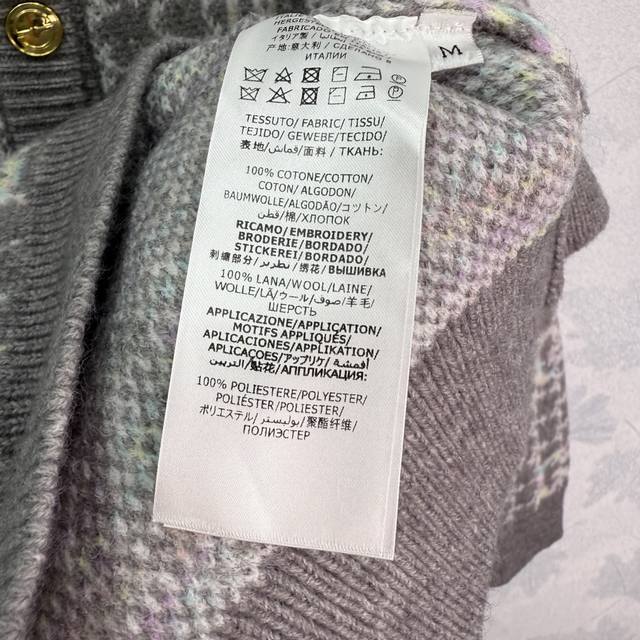 HERGESTE
FABRICADO
イタリア製/
产地:意大利/ СДЕЛАНО В
ИТАЛИИ
M
TESSUTO/ FABRIC/ TISSU/
TEJIDO/ GEWEBE/TECIDO/
表地/قماش/ 面料 / ТКАНЬ:
100% COTONE/COTTON/
COTON/ ALGODON/
BAUMWOLLE/ALGODÃO/コットン/
قطن/棉/ХЛОПОК
RICAMO/EMBROIDERY/
BRODERIE/BORDADO/
STICKEREI/BORDADO/
刺繍部分/ تطريز/ 绣花/ ВЫШИВКА
100% LANA/WOOL/LAINE/
WOLLE/LÃ/ウール/صوف/羊毛/
ШЕРСТЬ
APPLICAZIONE/APPLICATION/
MOTIFS APPLIQUÉS/
APLICACIONES/APPLIKATION/
APLICACOES/アップリケ/ أقمشة
التزيين/ 貼花/ АППЛИКАЦИЯ:
100% POLIESTERE/POLYESTER/
POLYESTER/POLIESTER/
POLIÉSTER/POLIESTER/
ポリエステル/ بوليستر/聚酯纤维/
ПОЛИЭСТЕР